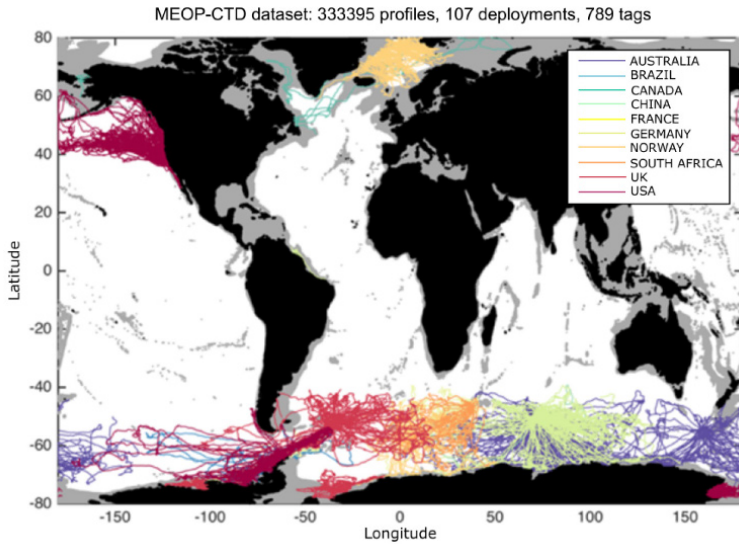 MEOP-CTD dataset: 333395 profiles, 107 deployments, 789 tags
80
60
40
20
0
-20
-40
-60
-80
Latitude
AUSTRALIA
BRAZIL
CANADA
CHINA
FRANCE
GERMANY
NORWAY
SOUTH AFRICA
UK
USA
-150 -100 -50 0 50 100 150
Longitude